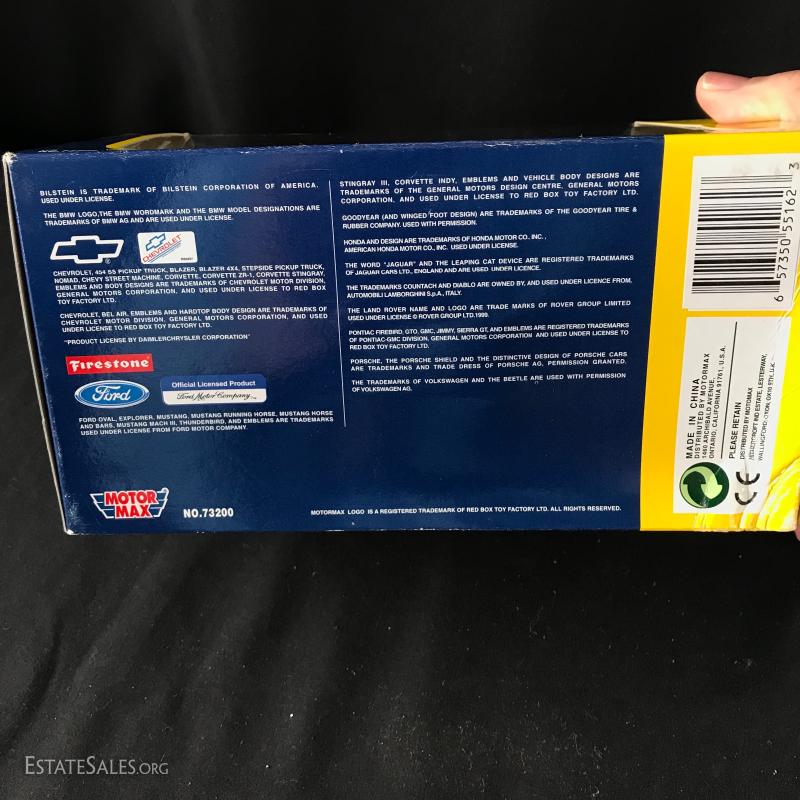 BILSTEIN IS TRADEMARK OF BILSTEIN CORPORATION OF AMERICA.
USED UNDER LICENSE.
THE BMW LOGO,THE BMW WORDMARK AND THE BMW MODEL DESIGNATIONS ARE
TRADEMARKS OF BMW AG AND ARE USED UNDER LICENSE.
CHEVROLET
CHEVROLET, 454 SS PICKUP TRUCK, BLAZER, BLAZER 4X4, STEPSIDE PICKUP TRUCK,
NOMAD, CHEVY STREET MACHINE, CORVETTE, CORVETTE ZR-1, CORVETTE STINGRAY,
EMBLEMS AND BODY DESIGNS ARE TRADEMARKS OF CHEVROLET MOTOR DIVISION,
GENERAL MOTORS CORPORATION, AND USED UNDER LICENSE TO RED BOX
TOY FACTORY LTD.
CHEVROLET, BEL AIR, EMBLEMS AND HARDTOP BODY DESIGN ARE TRADEMARKS OF
CHEVROLET MOTOR DIVISION, GENERAL MOTORS CORPORATION, AND USED
UNDER LICENSE TO RED BOX TOY FACTORY LTD.
"PRODUCT LICENSE BY DAIMLERCHRYSLER CORPORATION"
Firestone
Ford
Official Licensed Product
Ford Motor Company
FORD OVAL, EXPLORER, MUSTANG, MUSTANG RUNNING HORSE, MUSTANG HORSE
AND BARS, MUSTANG MACH III, THUNDERBIRD, AND EMBLEMS ARE TRADEMARKS
USED UNDER LICENSE FROM FORD MOTOR COMPANY.
MOTOR
MAX
NO.73200
STINGRAY III, CORVETTE INDY, EMBLEMS AND VEHICLE BODY DESIGNS ARE
TRADEMARKS OF THE GENERAL MOTORS DESIGN CENTRE, GENERAL MOTORS
CORPORATION, AND USED UNDER LICENSE TO RED BOX TOY FACTORY LTD.
GOODYEAR (AND WINGED FOOT DESIGN) ARE TRADEMARKS OF THE GOODYEAR TIRE &
RUBBER COMPANY. USED WITH PERMISSION.
HONDA AND DESIGN ARE TRADEMARKS OF HONDA MOTOR CO., INC.,
AMERICAN HONDA MOTOR CO., INC. USED UNDER LICENSE.
THE WORD "JAGUAR" AND THE LEAPING CAT DEVICE ARE REGISTERED TRADEMARKS
OF JAGUAR CARS LTD., ENGLAND AND ARE USED UNDER LICENSE.
THE TRADEMARKS COUNTACH AND DIABLO ARE OWNED BY, AND USED UNDER LICENCE FROM,
AUTOMOBILI LAMBORGHINI S.p.A., ITALY.
THE LAND ROVER NAME AND LOGO ARE TRADE MARKS OF ROVER GROUP LIMITED
USED UNDER LICENSE © ROVER GROUP LTD.1999.
PONTIAC FIREBIRD, GTO, GMC, JIMMY, SIERRA GT, AND EMBLEMS ARE REGISTERED TRADEMARKS
OF PONTIAC-GMC DIVISION, GENERAL MOTORS CORPORATION AND USED UNDER LICENSE TO
RED BOX TOY FACTORY LTD.
PORSCHE, THE PORSCHE SHIELD AND THE DISTINCTIVE DESIGN OF PORSCHE CARS
ARE TRADEMARKS AND TRADE DRESS OF PORSCHE AG, PERMISSION GRANTED.
THE TRADEMARKS OF VOLKSWAGEN AND THE BEETLE ARE USED WITH PERMISSION
OF VOLKSWAGEN AG.
MOTORMAX LOGO IS A REGISTERED TRADEMARK OF RED BOX TOY FACTORY LTD. ALL RIGHTS RESERVED.
6 57350 55162 3
MADE IN CHINA
DISTRIBUTED BY MOTORMAX
1460 ARCHIBALD AVENUE,
ONTARIO, CALIFORNIA 91761, U.S.A.
PLEASE RETAIN
DISTRIBUTED BY MOTOMAX
ESTATE, LESTERWAY,
WALLINGFORD,
CE
ESTATESALES.ORG